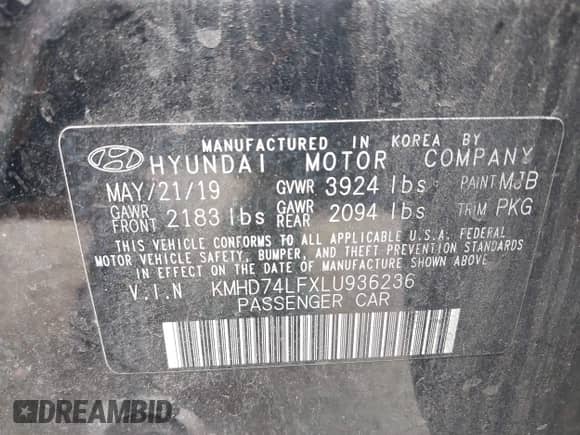 MANUFACTURED IN KOREA BY
HYUNDAI MOTOR COMPANY
MAY/21/19 GVWR 3924 lbs PAINT MJB
GAWR FRONT 2183 lbs GAWR REAR 2094 lbs TRIM PKG
THIS VEHICLE CONFORMS TO ALL APPLICABLE U.S.A. FEDERAL
MOTOR VEHICLE SAFETY, BUMPER, AND THEFT PREVENTION STANDARDS
IN EFFECT ON THE DATE OF MANUFACTURE SHOWN ABOVE.
V.I.N KMHD74LFXLU936236
PASSENGER CAR
DREAMBID